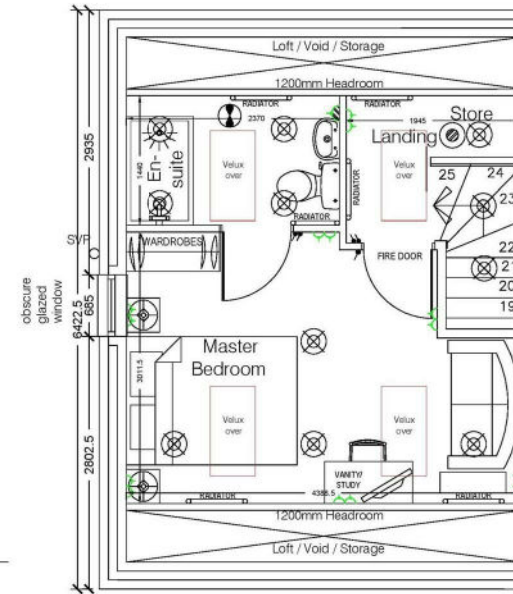 Loft / Void / Storage
1200mm Headroom
RADIATOR
RADIATOR
2370
1945
Store
Landing
2935
1440
En-
suite
Velux
over
Velux
over
RADIATOR
25
24
23
RADIATOR
SVP
WARDROBES
FIRE DOOR
22
21
20
19
obscure
glazed
window
6422.5
685
Master
Bedroom
3011.5
Velux
over
Velux
over
2802.5
VANITY/
STUDY
4388.5
RADIATOR
RADIATOR
1200mm Headroom
Loft / Void / Storage